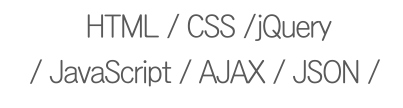 HTML / CSS /jQuery
/ JavaScript / AJAX / JSON /